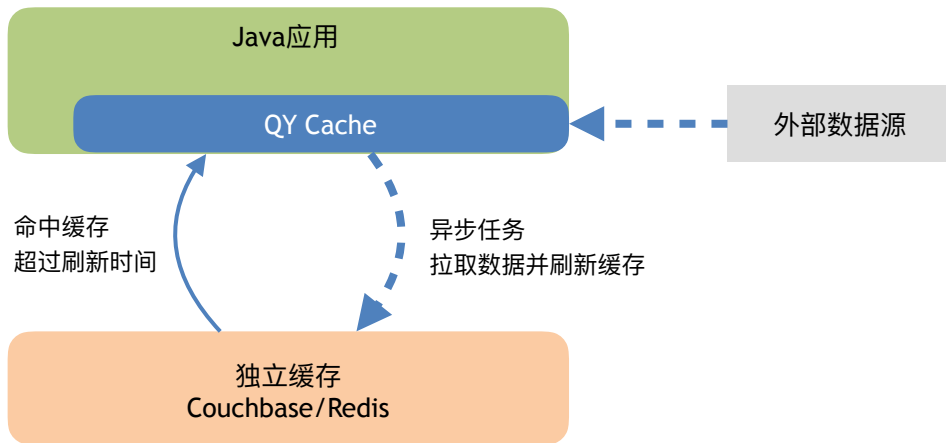 Java应用
QY Cache
外部数据源
命中缓存
超过刷新时间
异步任务
拉取数据并刷新缓存
独立缓存
Couchbase/Redis